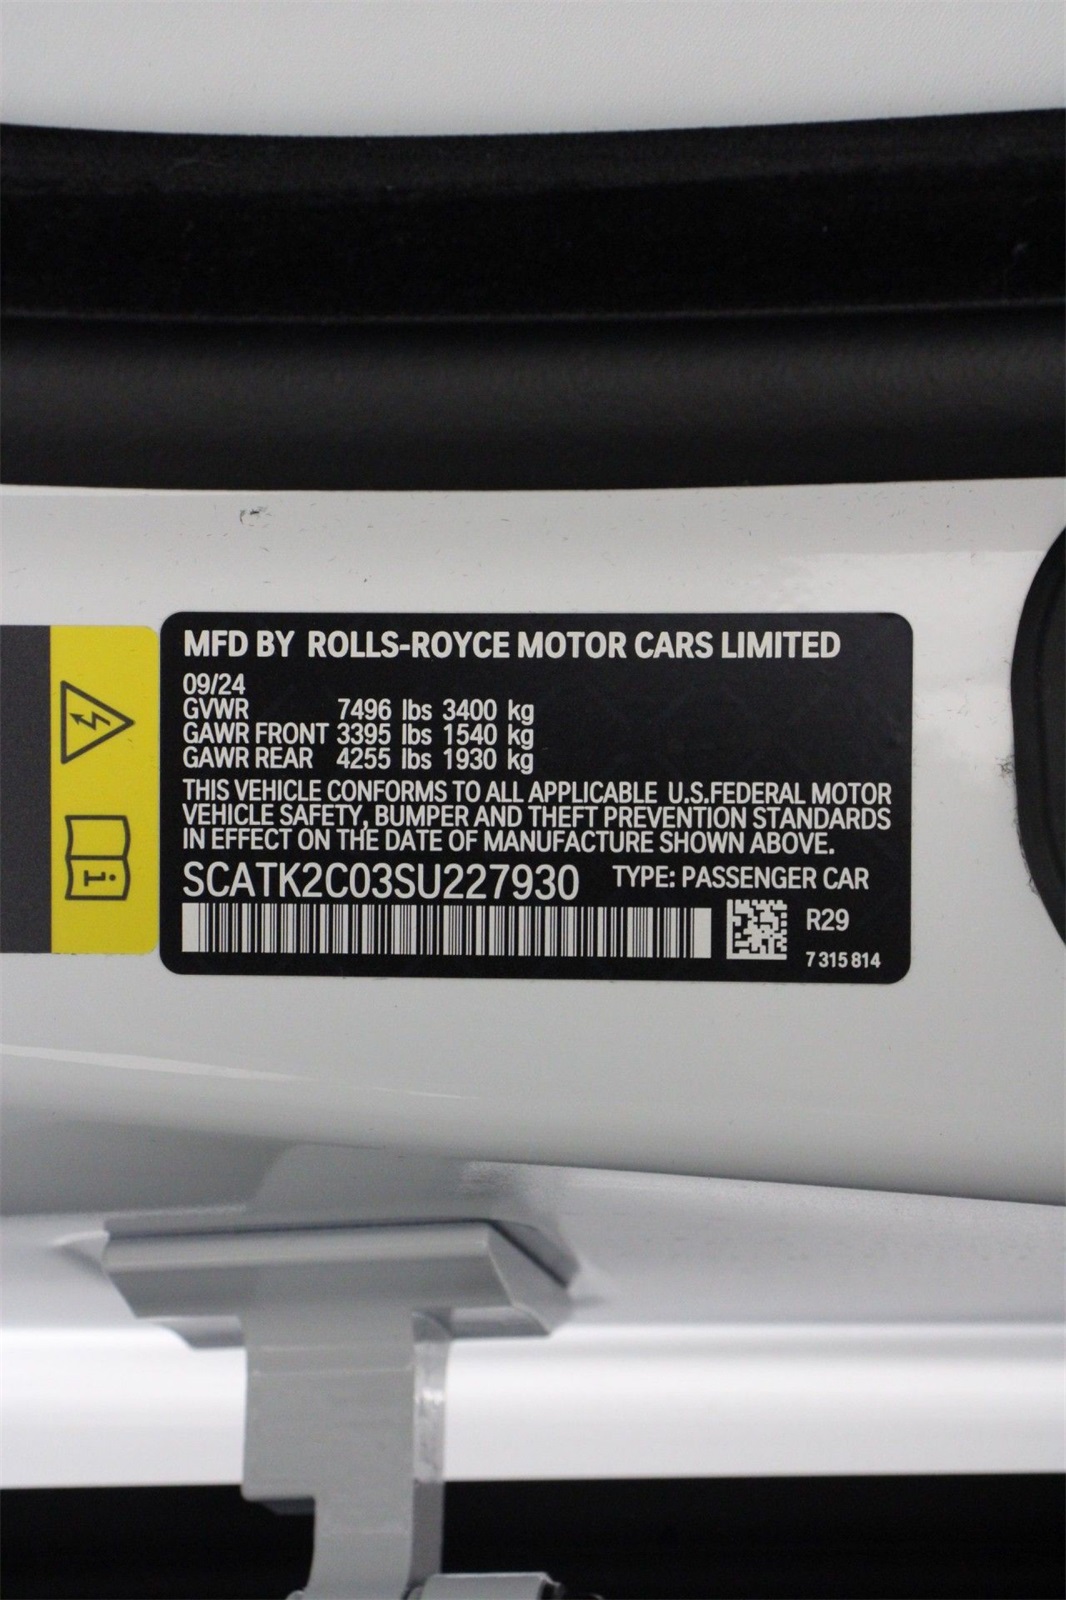 MFD BY ROLLS-ROYCE MOTOR CARS LIMITED
09/24
GVWR 7496 lbs 3400 kg
GAWR FRONT 3395 lbs 1540 kg
GAWR REAR 4255 lbs 1930 kg
THIS VEHICLE CONFORMS TO ALL APPLICABLE U.S.FEDERAL MOTOR
VEHICLE SAFETY, BUMPER AND THEFT PREVENTION STANDARDS
IN EFFECT ON THE DATE OF MANUFACTURE SHOWN ABOVE.
SCATK2C03SU227930 TYPE: PASSENGER CAR
R29
7 315 814
i